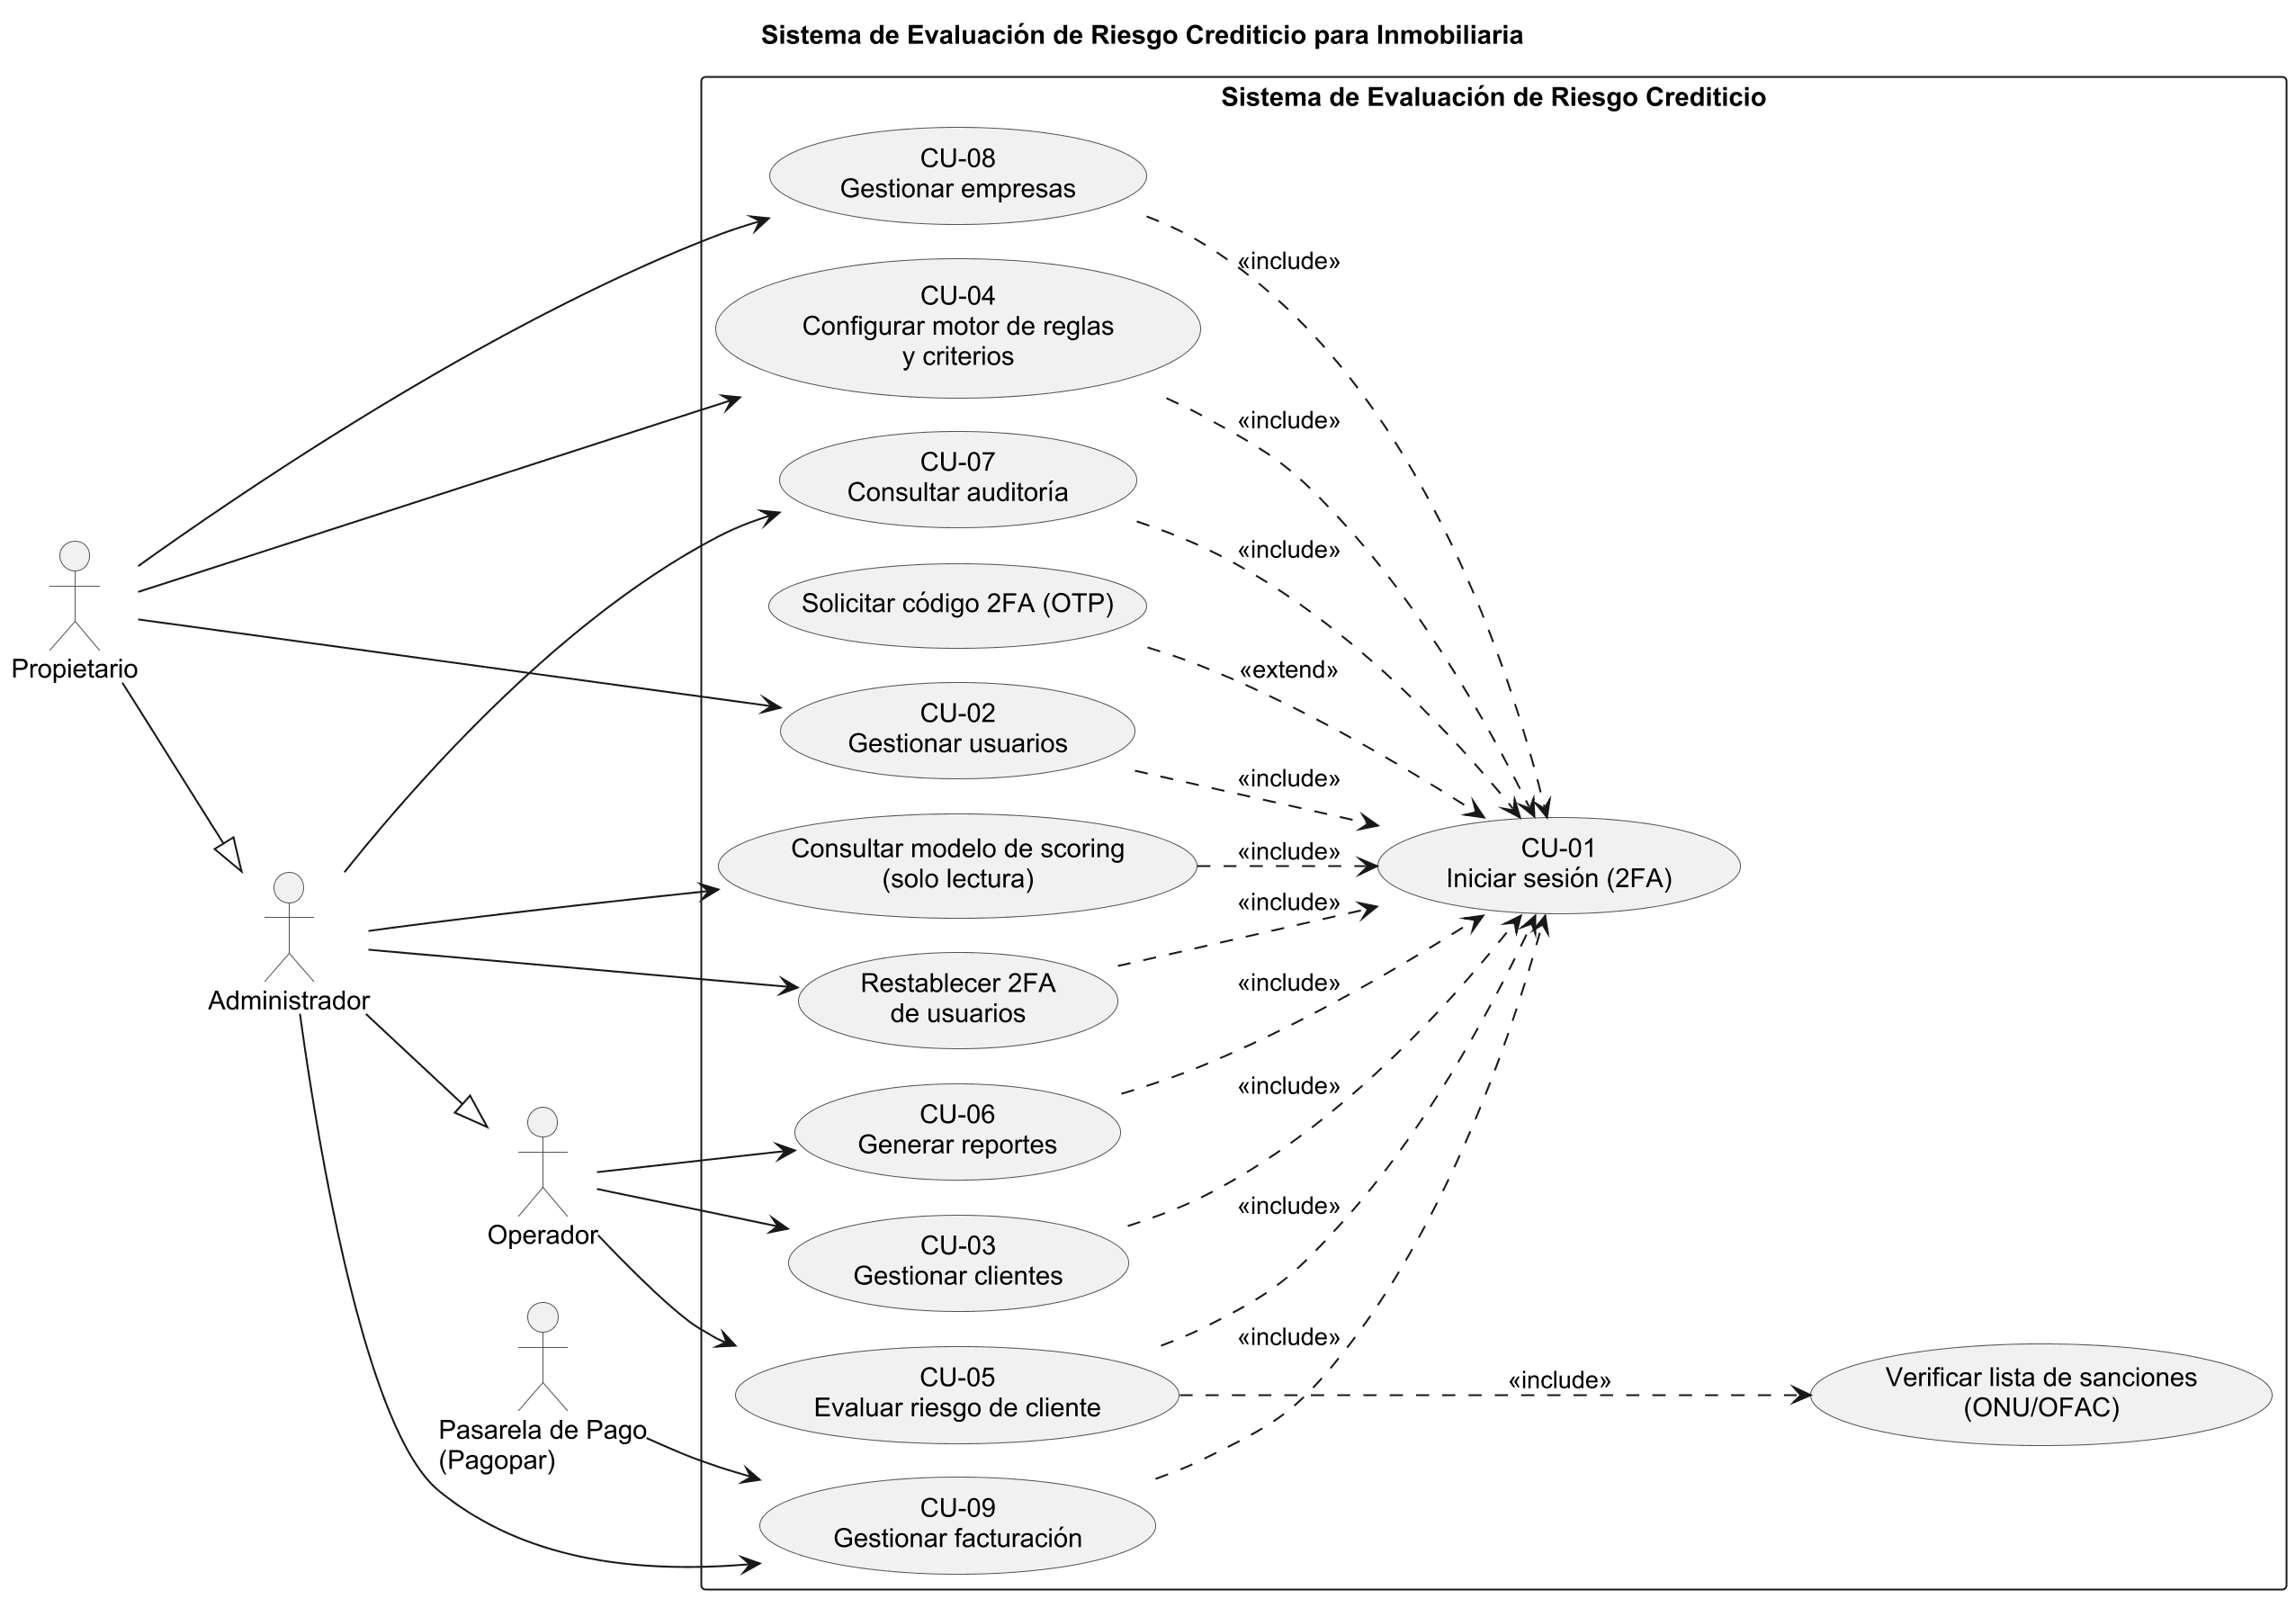 Sistema de Evaluación de Riesgo Crediticio para Inmobiliaria
Sistema de Evaluación de Riesgo Crediticio
CU-08
Gestionar empresas
«include»
CU-04
Configurar motor de reglas
y criterios
«include»
CU-07
Consultar auditoría
«include»
Solicitar código 2FA (OTP)
«extend»
Propietario
CU-02
Gestionar usuarios
«include»
Consultar modelo de scoring
(solo lectura)
«include»
CU-01
Iniciar sesión (2FA)
«include»
Administrador
Restablecer 2FA
de usuarios
«include»
CU-06
Generar reportes
«include»
Operador
CU-03
Gestionar clientes
«include»
CU-05
Evaluar riesgo de cliente
«include»
«include»
Verificar lista de sanciones
(ONU/OFAC)
Pasarela de Pago
(Pagopar)
CU-09
Gestionar facturación